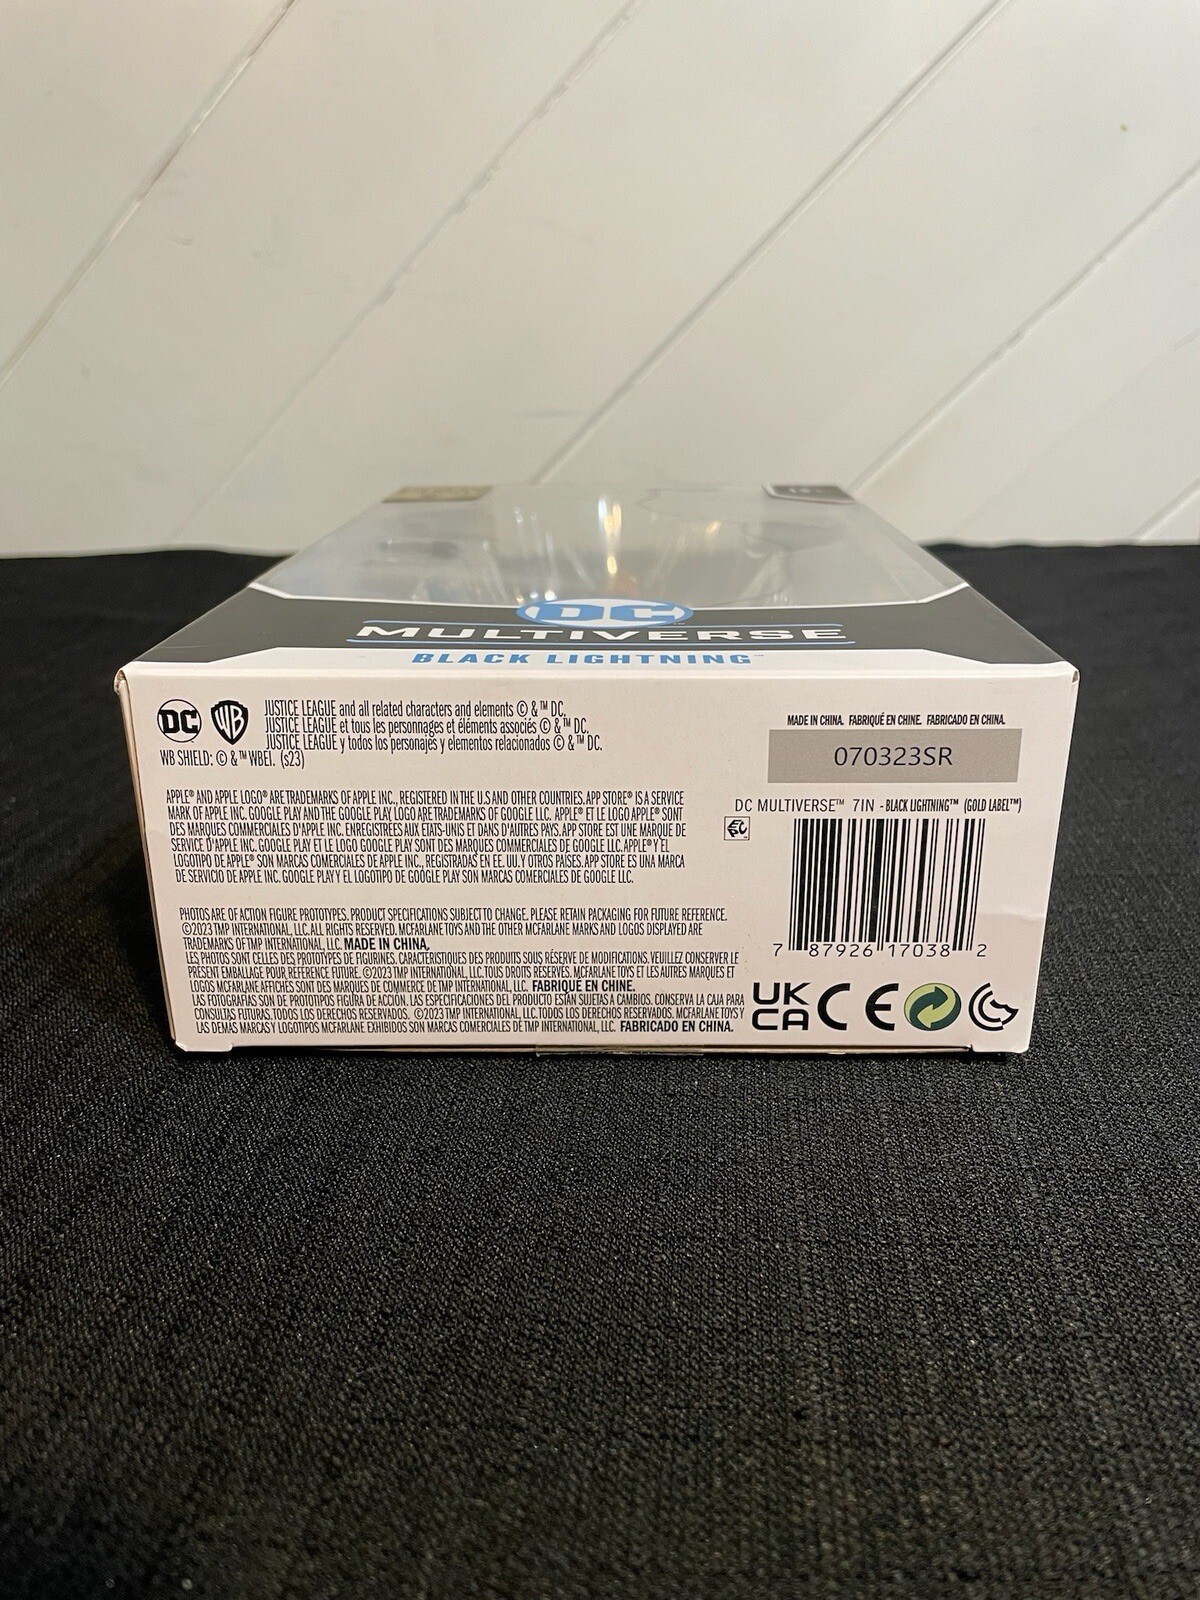 DC
MULTIVERSE
BLACK LIGHTNING™
DC WB
JUSTICE LEAGUE and all related characters and elements © & ™ DC.
JUSTICE LEAGUE et tous les personnages et éléments associés © & ™ DC.
JUSTICE LEAGUE y todos los personajes y elementos relacionados © & ™ DC.
WB SHIELD: © & ™ WBEI. (s23)
APPLE® AND APPLE LOGO® ARE TRADEMARKS OF APPLE INC., REGISTERED IN THE U.S AND OTHER COUNTRIES. APP STORE® IS A SERVICE
MARK OF APPLE INC. GOOGLE PLAY AND THE GOOGLE PLAY LOGO ARE TRADEMARKS OF GOOGLE LLC. APPLE® ET LE LOGO APPLE® SONT
DES MARQUES COMMERCIALES D'APPLE INC. ENREGISTRÉES AUX ÉTATS-UNIS ET DANS D'AUTRES PAYS. APP STORE EST UNE MARQUE DE
SERVICE D'APPLE INC. GOOGLE PLAY ET LE LOGO GOOGLE PLAY SONT DES MARQUES COMMERCIALES DE GOOGLE LLC. APPLE® Y EL
LOGOTIPO DE APPLE® SON MARCAS COMERCIALES DE APPLE INC., REGISTRADAS EN EE. UU. Y OTROS PAÍSES. APP STORE ES UNA MARCA
DE SERVICIO DE APPLE INC. GOOGLE PLAY Y EL LOGOTIPO DE GOOGLE PLAY SON MARCAS COMERCIALES DE GOOGLE LLC.
PHOTOS ARE OF ACTION FIGURE PROTOTYPES. PRODUCT SPECIFICATIONS SUBJECT TO CHANGE. PLEASE RETAIN PACKAGING FOR FUTURE REFERENCE.
©2023 TMP INTERNATIONAL, LLC. ALL RIGHTS RESERVED. MCFARLANE TOYS AND THE OTHER MCFARLANE MARKS AND LOGOS DISPLAYED ARE
TRADEMARKS OF TMP INTERNATIONAL, LLC. MADE IN CHINA.
LES PHOTOS SONT CELLES DES PROTOTYPES DE FIGURINES. CARACTÉRISTIQUES DES PRODUITS SOUS RÉSERVE DE MODIFICATIONS. VEUILLEZ CONSERVER LE
PRÉSENT EMBALLAGE POUR RÉFÉRENCE FUTURE. ©2023 TMP INTERNATIONAL, LLC. TOUS DROITS RÉSERVÉS. MCFARLANE TOYS ET LES AUTRES MARQUES ET
LOGOS MCFARLANE AFFICHÉS SONT DES MARQUES DE COMMERCE DE TMP INTERNATIONAL, LLC. FABRIQUÉ EN CHINE.
LAS FOTOGRAFÍAS SON DE PROTOTIPOS FIGURA DE ACCIÓN. LAS ESPECIFICACIONES DEL PRODUCTO ESTÁN SUJETAS A CAMBIOS. CONSERVA LA CAJA PARA
CONSULTAS FUTURAS. TODOS LOS DERECHOS RESERVADOS. ©2023 TMP INTERNATIONAL, LLC. TODOS LOS DERECHOS RESERVADOS. MCFARLANE TOYS Y
LAS DEMÁS MARCAS Y LOGOTIPOS MCFARLANE EXHIBIDOS SON MARCAS COMERCIALES DE TMP INTERNATIONAL, LLC. FABRICADO EN CHINA.
MADE IN CHINA. FABRIQUÉ EN CHINE. FABRICADO EN CHINA.
070323SR
DC MULTIVERSE™ 7IN - BLACK LIGHTNING™ (GOLD LABEL™)
7 87926 17038 2
UK
CA CE